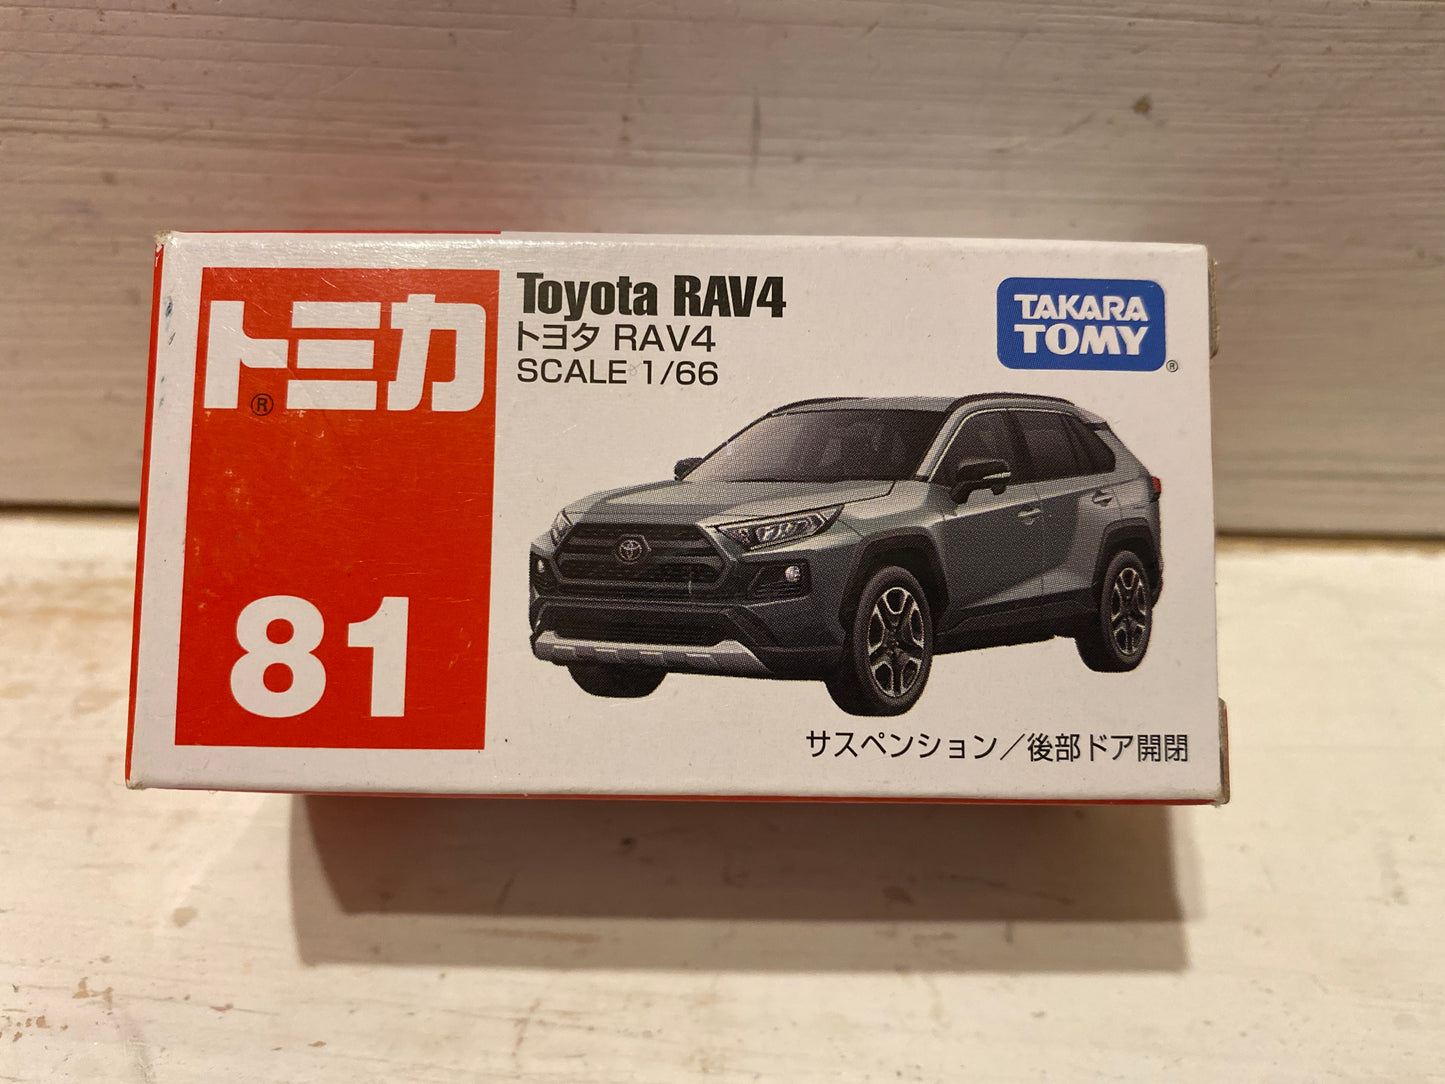 トミカ
®
81
Toyota RAV4
トヨタ RAV4
SCALE 1/66
TAKARA
TOMY
®
サスペンション／後部ドア開閉